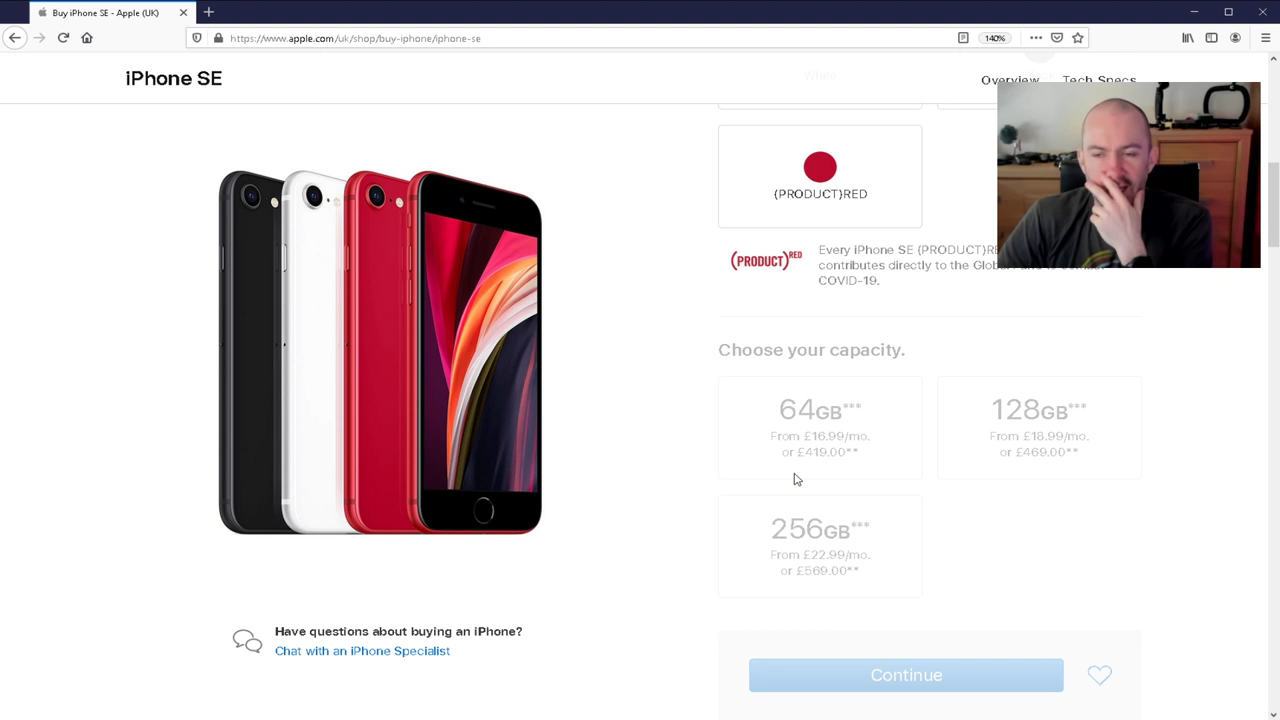 Buy iPhone SE - Apple (UK)
https://www.apple.com/uk/shop/buy-iphone/iphone-se
140%
iPhone SE
White
Overview
Tech Specs
{PRODUCT}RED
(PRODUCT)RED
Every iPhone SE {PRODUCT}RE
contributes directly to the Glob
COVID-19.
Choose your capacity.
64GB***
From £16.99/mo.
or £419.00**
128GB***
From £18.99/mo.
or £469.00**
256GB***
From £22.99/mo.
or £569.00**
Have questions about buying an iPhone?
Chat with an iPhone Specialist
Continue